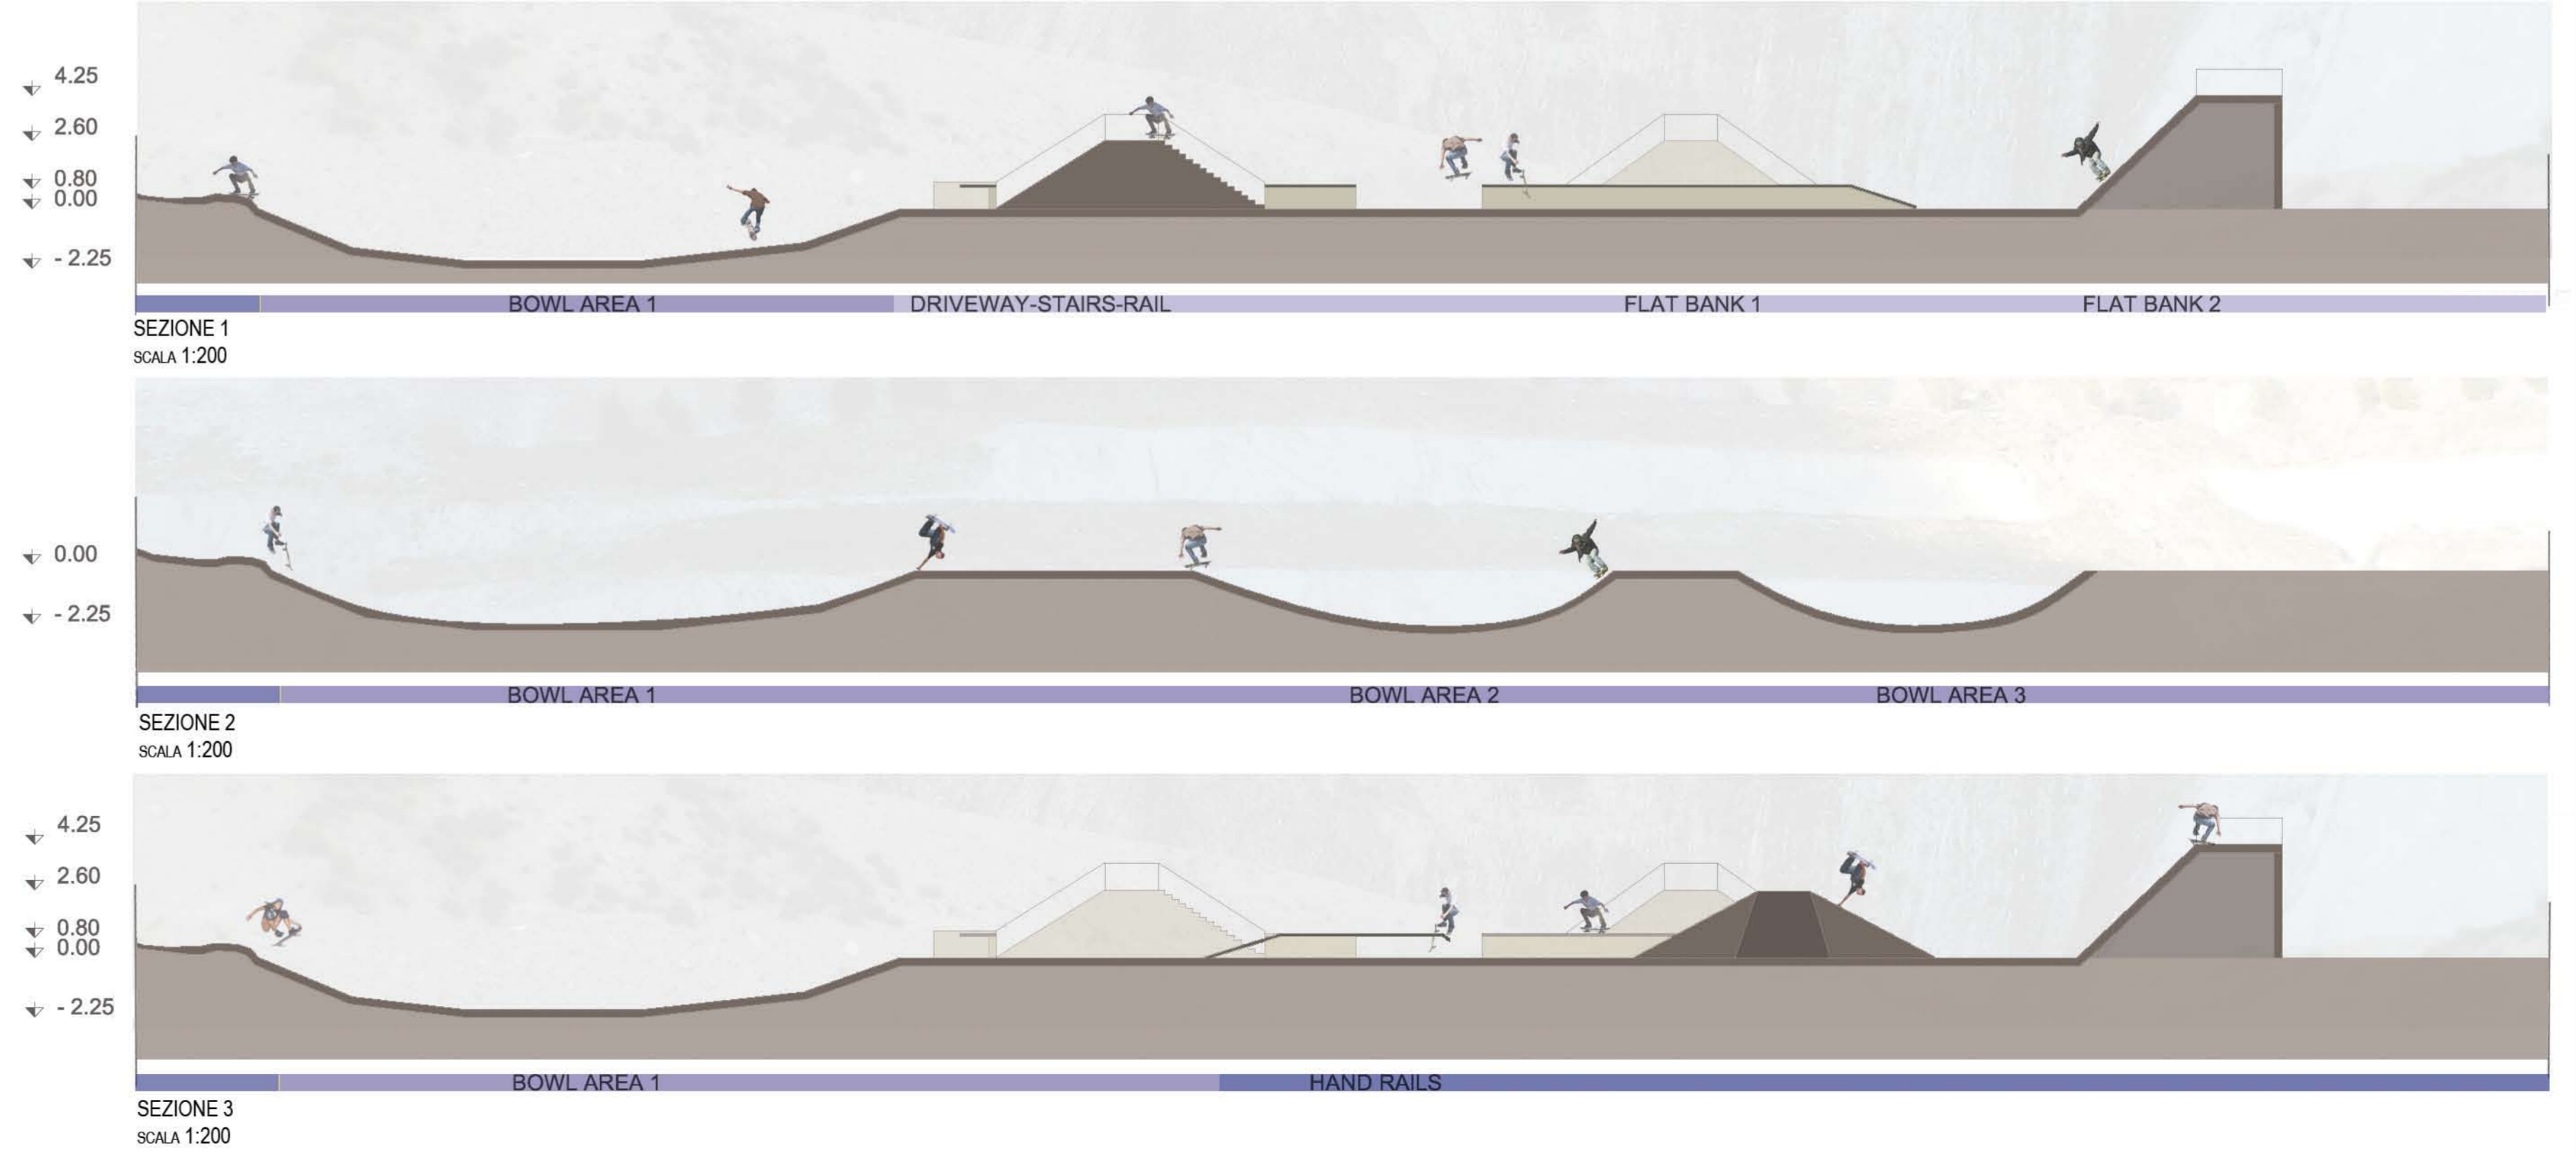 4.25
2.60
0.80
0.00
- 2.25
BOWL AREA 1 DRIVEWAY-STAIRS-RAIL FLAT BANK 1 FLAT BANK 2
SEZIONE 1
SCALA 1:200
0.00
- 2.25
BOWL AREA 1 BOWL AREA 2 BOWL AREA 3
SEZIONE 2
SCALA 1:200
4.25
2.60
0.80
0.00
- 2.25
BOWL AREA 1 HAND RAILS
SEZIONE 3
SCALA 1:200